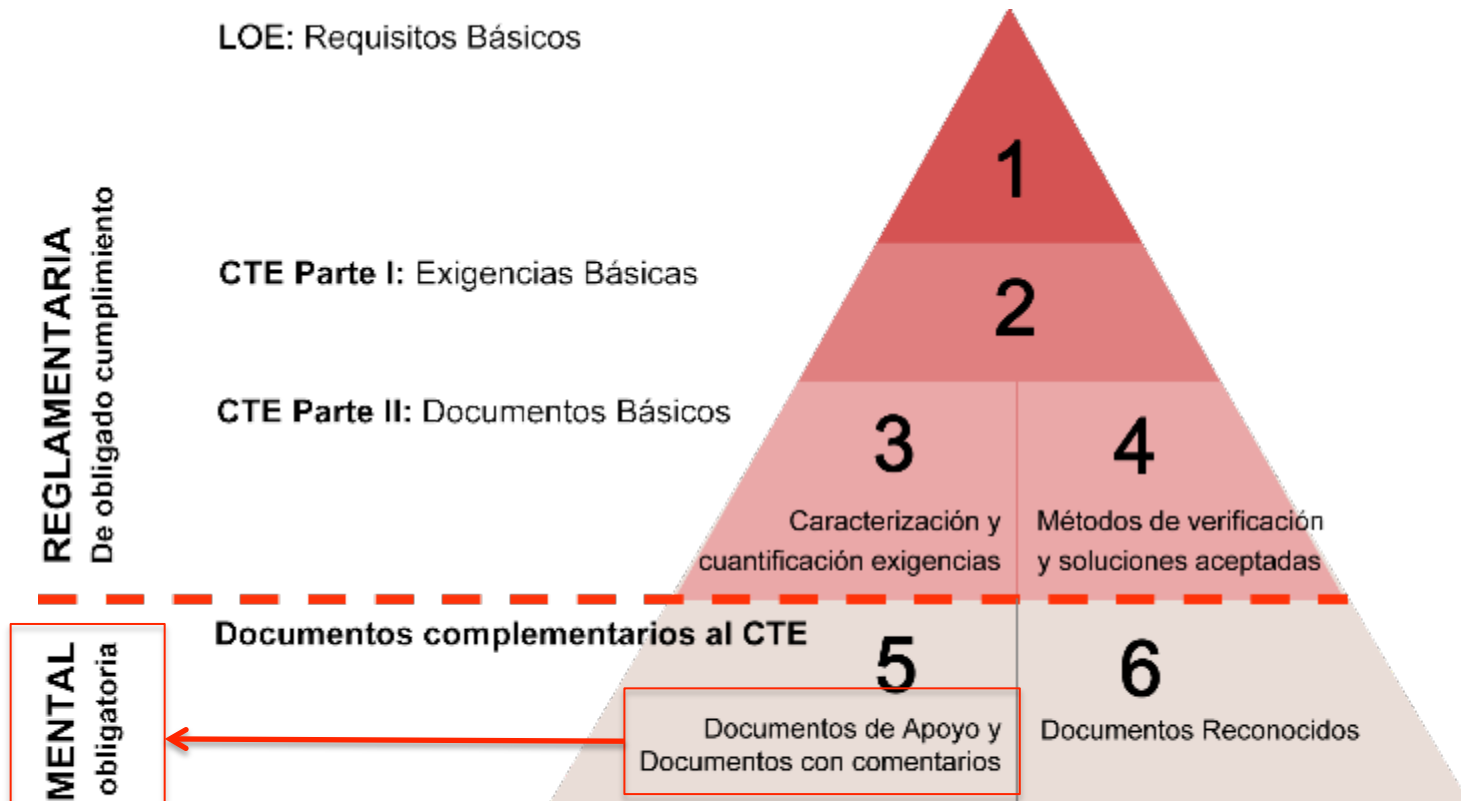 LOE: Requisitos Básicos
1
REGLAMENTARIA
De obligado cumplimiento
CTE Parte I: Exigencias Básicas
2
CTE Parte II: Documentos Básicos
3
4
Caracterización y
cuantificación exigencias
Métodos de verificación
y soluciones aceptadas
Documentos complementarios al CTE
5
6
MENTAL
obligatoria
Documentos de Apoyo y
Documentos con comentarios
Documentos Reconocidos